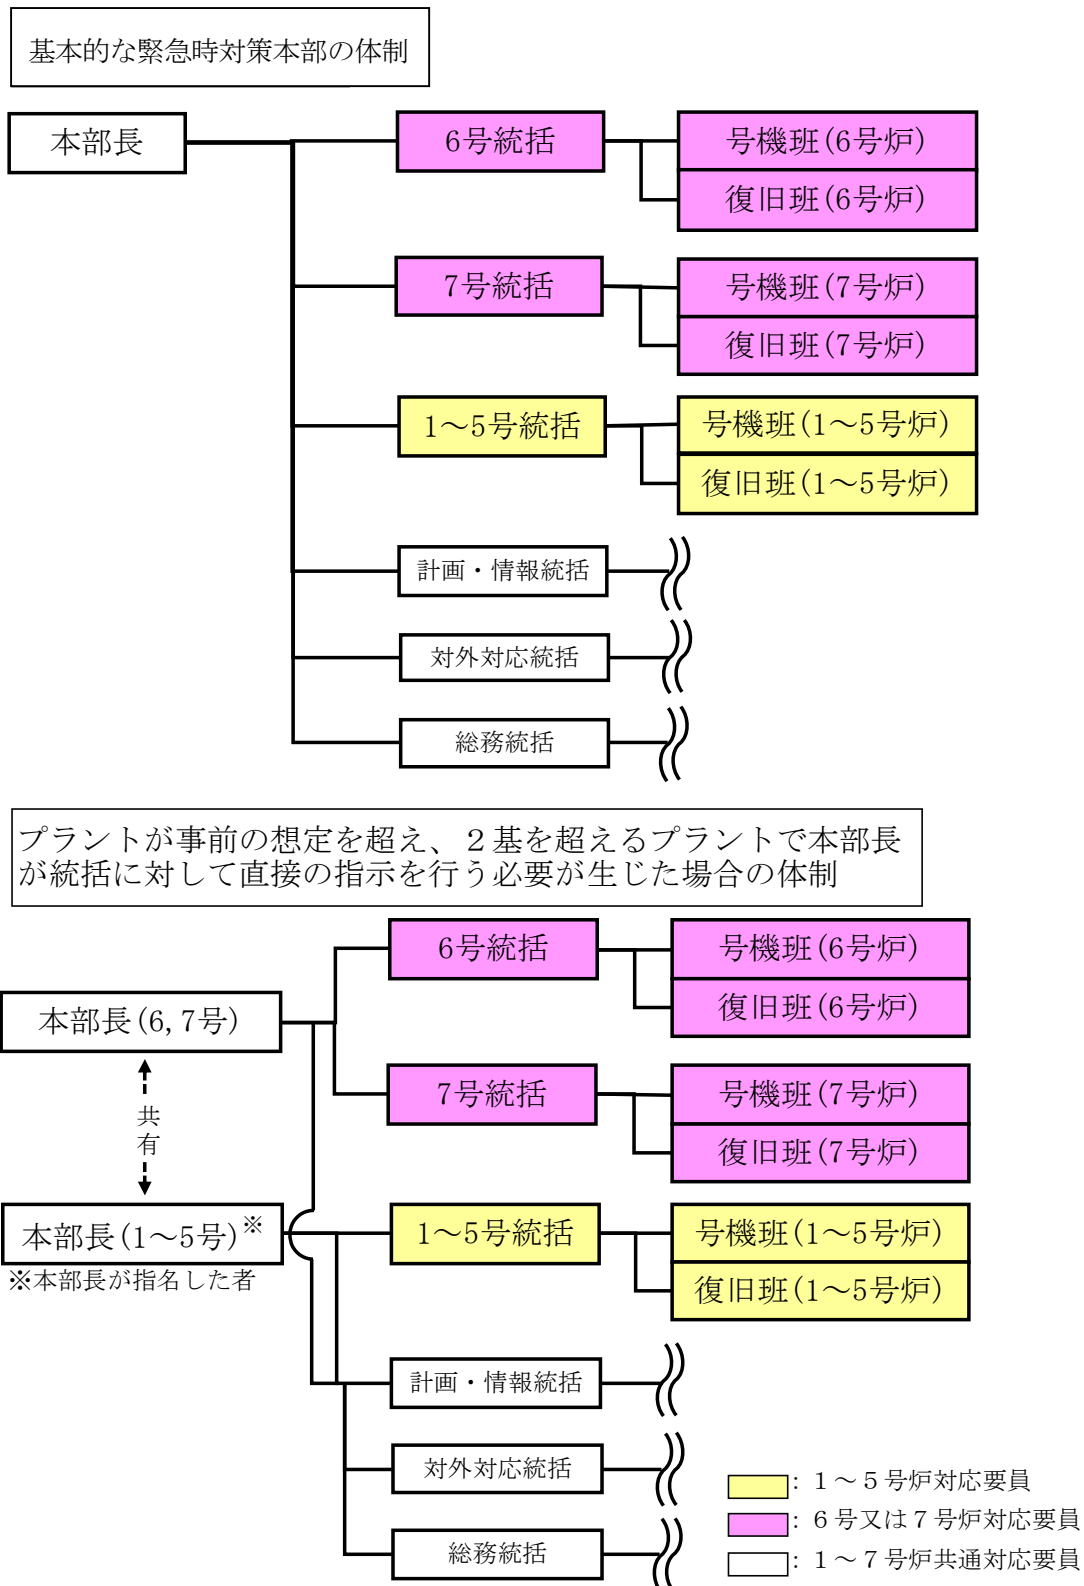 基本的な緊急時対策本部の体制
本部長
6号統括
号機班(6号炉)
復旧班(6号炉)
7号統括
号機班(7号炉)
復旧班(7号炉)
1～5号統括
号機班(1～5号炉)
復旧班(1～5号炉)
計画・情報統括
対外対応統括
総務統括
プラントが事前の想定を超え、２基を超えるプラントで本部長
が統括に対して直接の指示を行う必要が生じた場合の体制
6号統括
号機班(6号炉)
復旧班(6号炉)
本部長(6,7号)
7号統括
号機班(7号炉)
復旧班(7号炉)
共
有
本部長(1～5号)※
※本部長が指名した者
1～5号統括
号機班(1～5号炉)
復旧班(1～5号炉)
計画・情報統括
対外対応統括
総務統括
：１～５号炉対応要員
：６号又は７号炉対応要員
：１～７号炉共通対応要員